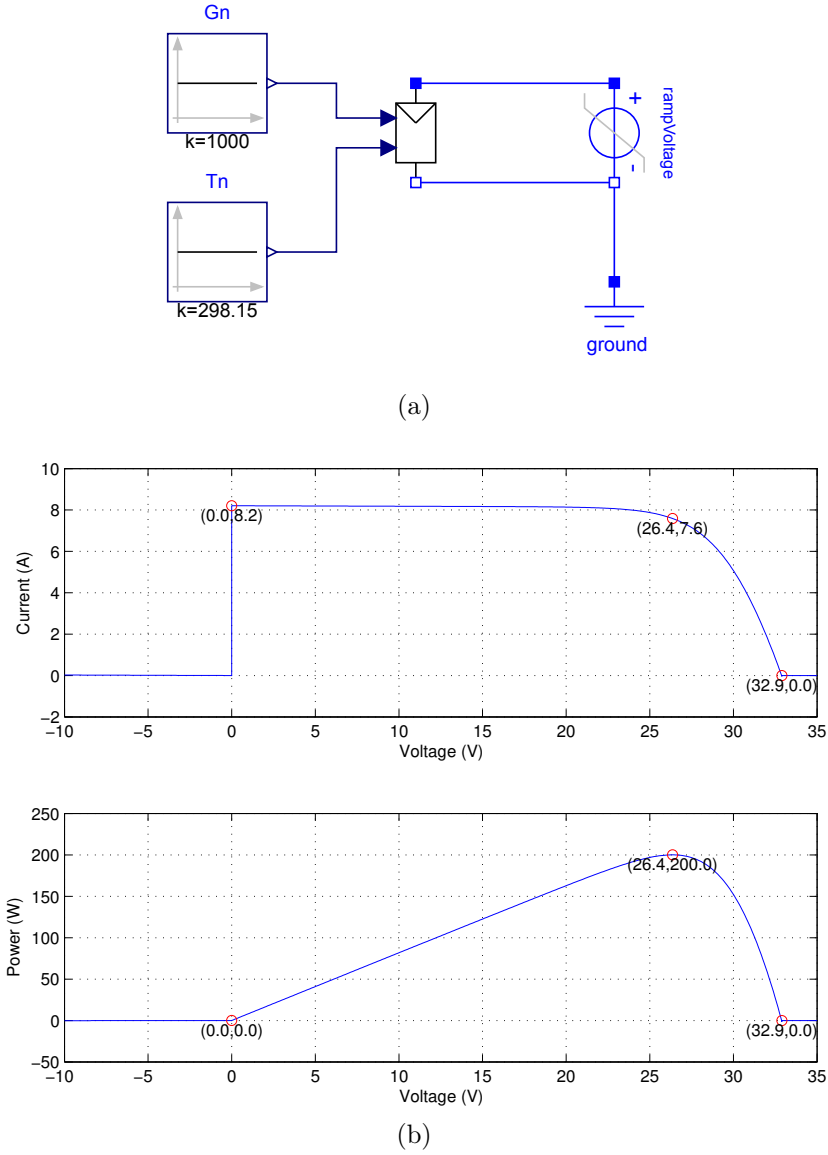 Gn
k=1000
Tn
k=298.15
+
rampVoltage
-
ground
(a)
10
8
6
4
2
0
−2
Current (A)
(0.0,8.2)
(26.4,7.6)
(32.9,0.0)
−10 −5 0 5 10 15 20 25 30 35
Voltage (V)
250
200
150
100
50
0
−50
Power (W)
(26.4,200.0)
(0.0,0.0)
(32.9,0.0)
−10 −5 0 5 10 15 20 25 30 35
Voltage (V)
(b)